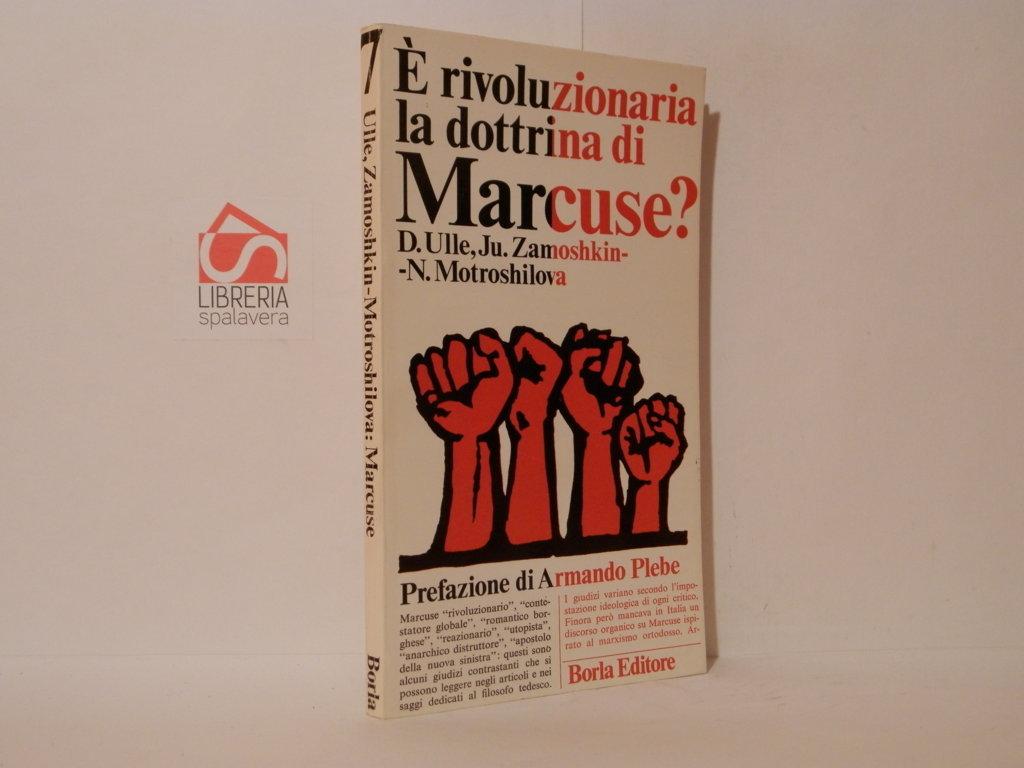 LIBRERIA
spalavera
7
Ulle, Zamoshkin-Motroshilova: Marcuse
Borla
È rivoluzionaria
la dottrina di
Marcuse?
D. Ulle, Ju. Zamoshkin-
-N. Motroshilova
Prefazione di Armando Plebe
Marcuse "rivoluzionario", "conte-
statore globale", "romantico bor-
ghese", "reazionario", "utopista",
"anarchico distruttore", "apostolo
della nuova sinistra": questi sono
alcuni giudizi contrastanti che si
possono leggere negli articoli e nei
saggi dedicati al filosofo tedesco.
I giudizi variano secondo l'impo-
stazione ideologica di ogni critico.
Finora però mancava in Italia un
discorso organico su Marcuse ispi-
rato al marxismo ortodosso. Ar-
Borla Editore